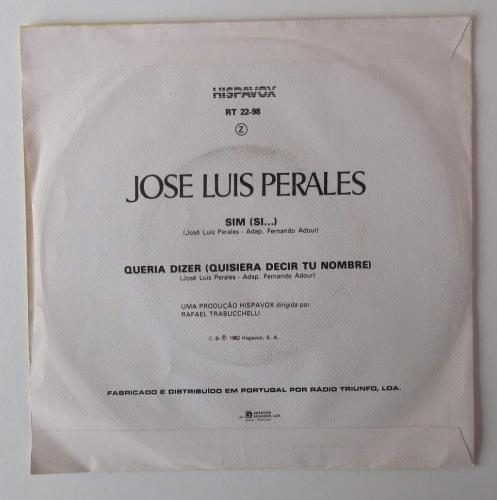 HISPAVOX
RT 22-98
Z
JOSE LUIS PERALES
SIM (SI...)
(José Luis Perales - Adap. Fernando Adour)
QUERIA DIZER (QUISIERA DECIR TU NOMBRE)
(José Luis Perales - Adap. Fernando Adour)
UMA PRODUÇÃO HISPAVOX dirigida por
RAFAEL TRABUCCHELLI
© & ℗ 1982 Hispavox, S. A.
FABRICADO E DISTRIBUÍDO EM PORTUGAL POR RÁDIO TRIUNFO, LDA.